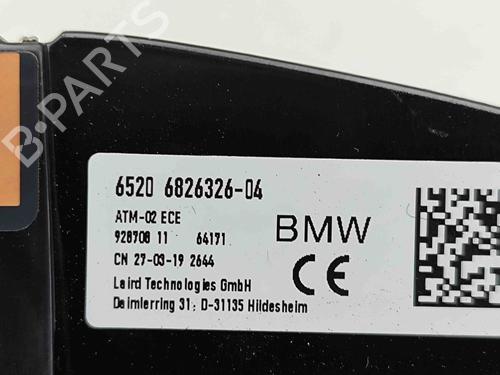 B-PARTS
6520 6826326-04
ATM-02 ECE
928708 11 64171
CN 27-03-19 2644
BMW
CE
Laird Technologies GmbH
Daimlerring 31; D-31135 Hildesheim